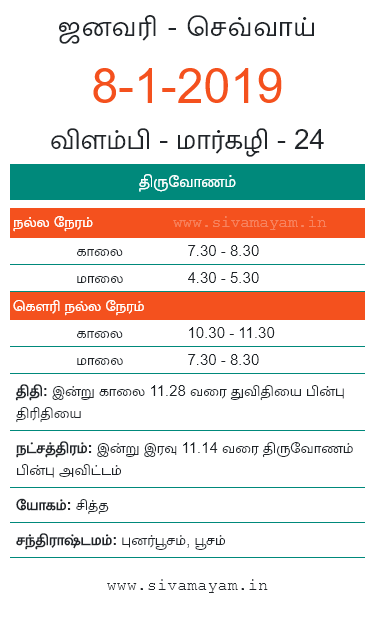 ஜனவரி - செவ்வாய்
8-1-2019
விளம்பி - மார்கழி - 24
திருவோணம்
நல்ல நேரம் www.sivamayam.in
காலை 7.30 - 8.30
மாலை 4.30 - 5.30
கௌரி நல்ல நேரம்
காலை 10.30 - 11.30
மாலை 7.30 - 8.30
திதி: இன்று காலை 11.28 வரை துவிதியை பின்பு
திரிதியை
நட்சத்திரம்: இன்று இரவு 11.14 வரை திருவோணம்
பின்பு அவிட்டம்
யோகம்: சித்த
சந்திராஷ்டமம்: புனர்பூசம், பூசம்
www.sivamayam.in